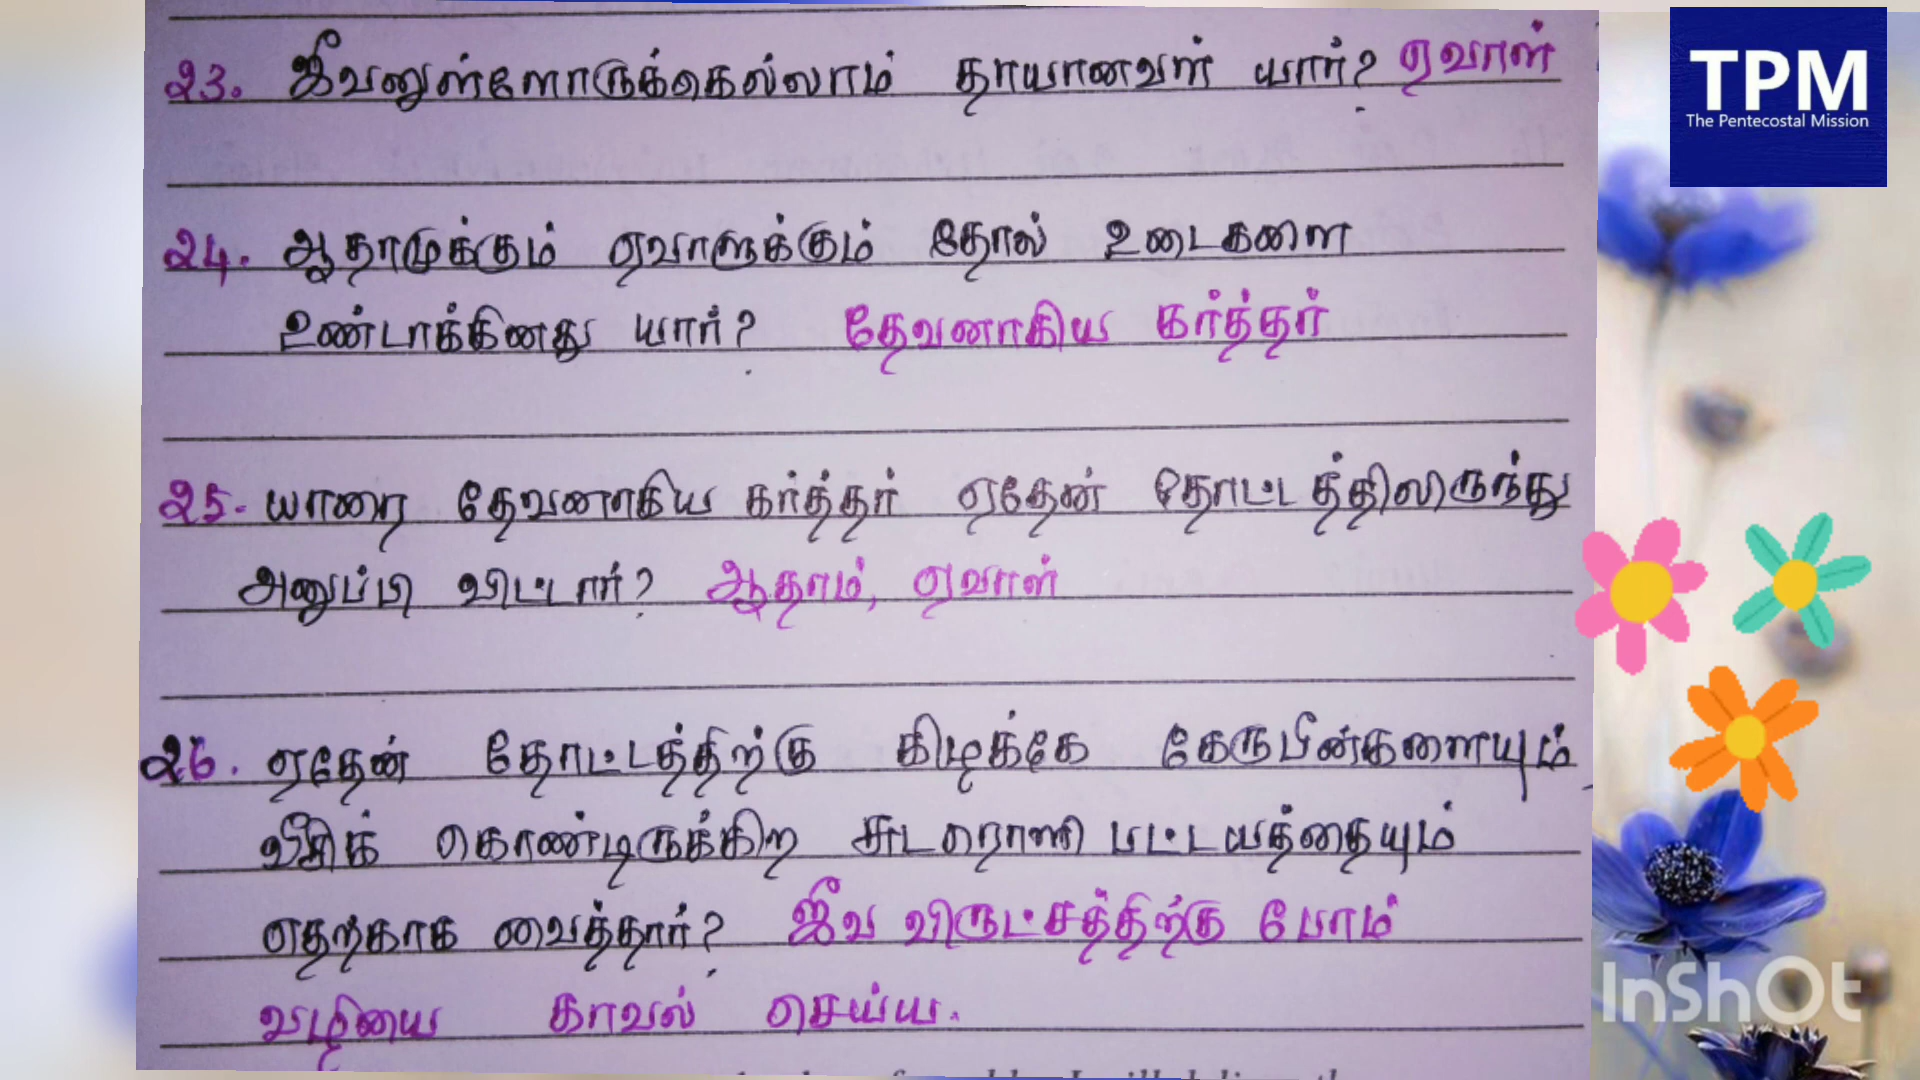 23. ஜீவனுள்ளோருக்கெல்லாம் தாயானவள் யார்? ஏவாள்
24. ஆதாமுக்கும் ஏவாளுக்கும் தோல் உடைகளை
உண்டாக்கினது யார்? தேவனாகிய கர்த்தர்
25. யாரை தேவனாகிய கர்த்தர் ஏதேன் தோட்டத்திலிருந்து
அனுப்பி விட்டார்? ஆதாம், ஏவாள்
26. ஏதேன் தோட்டத்திற்கு கிழக்கே கேருபீன்களையும்
வீசிக் கொண்டிருக்கிற சுடரொளி பட்டயத்தையும்
எதற்காக வைத்தார்? ஜீவ விருட்சத்திற்கு போம்
வழியை காவல் செய்ய.
TPM
The Pentecostal Mission
InShOt